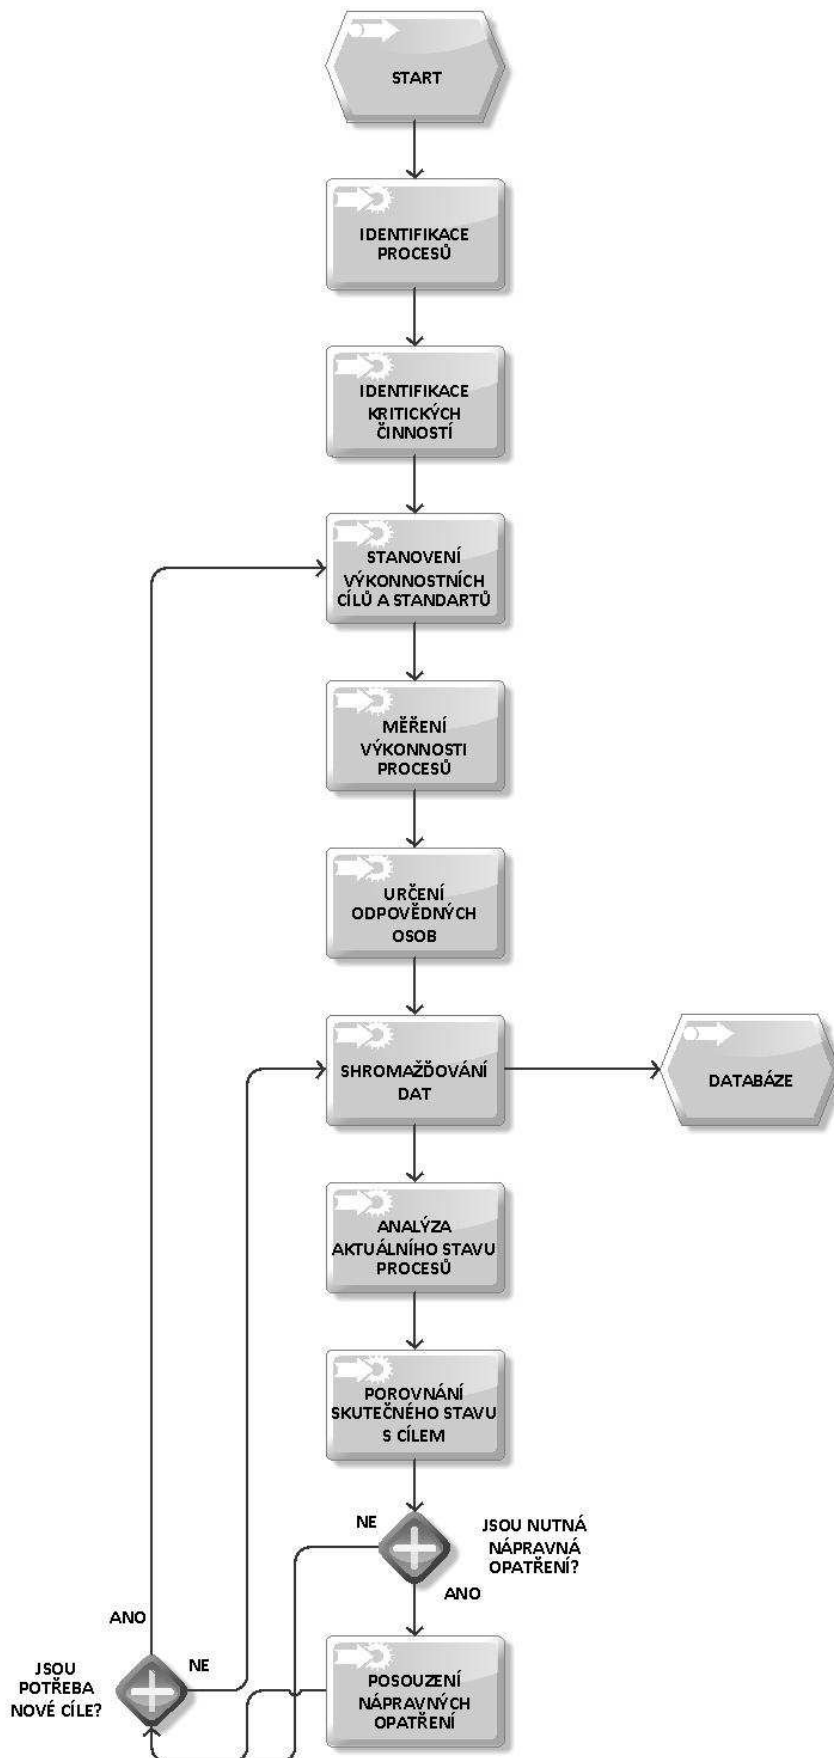 START
IDENTIFIKACE
PROCESŮ
IDENTIFIKACE
KRITICKÝCH
ČINNOSTÍ
STANOVENÍ
VÝKONNOSTNÍCH
CÍLŮ A STANDARTŮ
MĚŘENÍ
VÝKONNOSTI
PROCESŮ
URČENÍ
ODPOVĚDNÝCH
OSOB
SHROMAŽĎOVÁNÍ
DAT
DATABÁZE
ANALÝZA
AKTUÁLNÍHO STAVU
PROCESŮ
POROVNÁNÍ
SKUTEČNÉHO STAVU
S CÍLEM
NE
JSOU NUTNÁ
NÁPRAVNÁ
OPATŘENÍ?
ANO
ANO
NE
JSOU
POTŘEBA
NOVÉ CÍLE?
POSOUZENÍ
NÁPRAVNÝCH
OPATŘENÍ